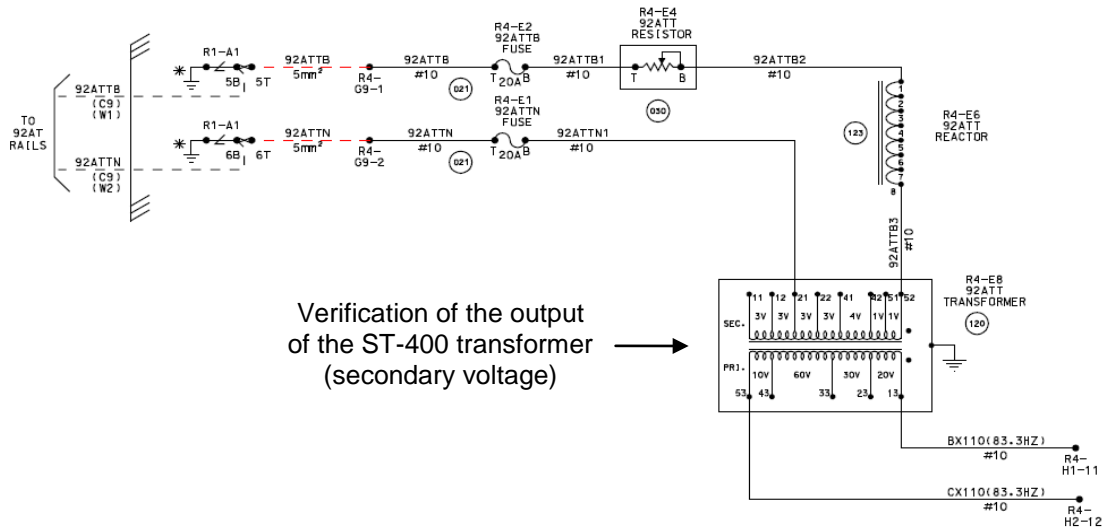 R1-A1
92ATTB
5mm²
5B
5T
*
R4-
G9-1
92ATTB
#10
021
R4-E2
92ATTB
FUSE
T
20A
B
92ATTB1
#10
R4-E4
92ATT
RESISTOR
T
B
030
92ATTB2
#10
TO
92AT
RAILS
92ATTB
(C9)
(W1)
92ATTN
(C9)
(W2)
R1-A1
*
6B
6T
92ATTN
5mm²
R4-
G9-2
92ATTN
#10
021
R4-E1
92ATTN
FUSE
T
20A
B
92ATTN1
#10
123
1
2
3
4
5
6
7
8
R4-E6
92ATT
REACTOR
92ATTB3
#10
Verification of the output
of the ST-400 transformer
(secondary voltage)
11
12
21
22
41
42
51
52
SEC.
3V
3V
3V
3V
4V
1V
1V
PRI.
10V
60V
30V
20V
53
43
33
23
13
R4-E8
92ATT
TRANSFORMER
120
BX110(83.3HZ)
#10
R4-
H1-11
CX110(83.3HZ)
#10
R4-
H2-12